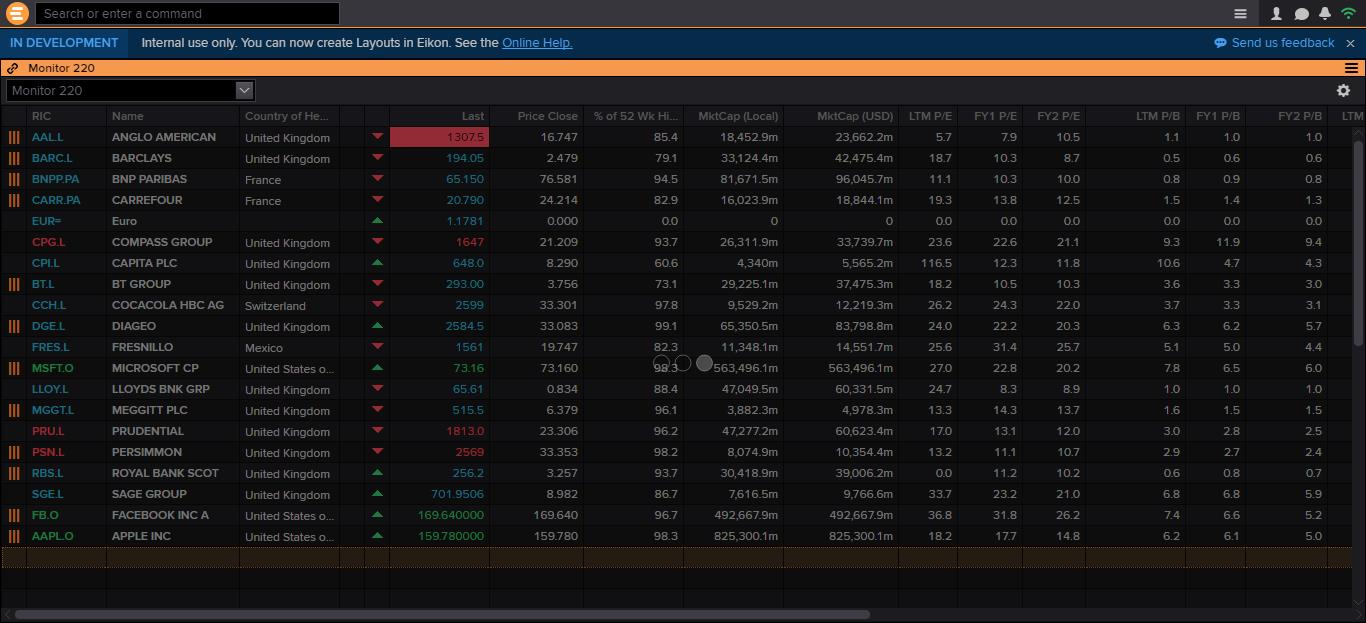 Search or enter a command
IN DEVELOPMENT Internal use only. You can now create Layouts in Eikon. See the Online Help. Send us feedback
Monitor 220
Monitor 220
RIC Name Country of He... Last Price Close % of 52 Wk Hi... MktCap (Local) MktCap (USD) LTM P/E FY1 P/E FY2 P/E LTM P/B FY1 P/B FY2 P/B LTM
AAL.L ANGLO AMERICAN United Kingdom 1307.5 16.747 85.4 18,452.9m 23,662.2m 5.7 7.9 10.5 1.1 1.0 1.0
BARC.L BARCLAYS United Kingdom 194.05 2.479 79.1 33,124.4m 42,475.4m 18.7 10.3 8.7 0.5 0.6 0.6
BNPP.PA BNP PARIBAS France 65.150 76.581 94.5 81,671.5m 96,045.7m 11.1 10.3 10.0 0.8 0.9 0.8
CARR.PA CARREFOUR France 20.790 24.214 82.9 16,023.9m 18,844.1m 19.3 13.8 12.5 1.5 1.4 1.3
EUR= Euro 1.1781 0.000 0.0 0 0 0.0 0.0 0.0 0.0 0.0 0.0
CPG.L COMPASS GROUP United Kingdom 1647 21.209 93.7 26,311.9m 33,739.7m 23.6 22.6 21.1 9.3 11.9 9.4
CPI.L CAPITA PLC United Kingdom 648.0 8.290 60.6 4,340m 5,565.2m 116.5 12.3 11.8 10.6 4.7 4.3
BT.L BT GROUP United Kingdom 293.00 3.756 73.1 29,225.1m 37,475.3m 18.2 10.5 10.3 3.6 3.3 3.0
CCH.L COCACOLA HBC AG Switzerland 2599 33.301 97.8 9,529.2m 12,219.3m 26.2 24.3 22.0 3.7 3.3 3.1
DGE.L DIAGEO United Kingdom 2584.5 33.083 99.1 65,350.5m 83,798.8m 24.0 22.2 20.3 6.3 6.2 5.7
FRES.L FRESNILLO Mexico 1561 19.747 82.3 11,348.1m 14,551.7m 25.6 31.4 25.7 5.1 5.0 4.4
MSFT.O MICROSOFT CP United States o... 73.16 73.160 98.3 563,496.1m 563,496.1m 27.0 22.8 20.2 7.8 6.5 6.0
LLOY.L LLOYDS BNK GRP United Kingdom 65.61 0.834 88.4 47,049.5m 60,331.5m 24.7 8.3 8.9 1.0 1.0 1.0
MGGT.L MEGGITT PLC United Kingdom 515.5 6.379 96.1 3,882.3m 4,978.3m 13.3 14.3 13.7 1.6 1.5 1.5
PRU.L PRUDENTIAL United Kingdom 1813.0 23.306 96.2 47,277.2m 60,623.4m 17.0 13.1 12.0 3.0 2.8 2.5
PSN.L PERSIMMON United Kingdom 2569 33.353 98.2 8,074.9m 10,354.4m 13.2 11.1 10.7 2.9 2.7 2.4
RBS.L ROYAL BANK SCOT United Kingdom 256.2 3.257 93.7 30,418.9m 39,006.2m 0.0 11.2 10.2 0.6 0.8 0.7
SGE.L SAGE GROUP United Kingdom 701.9506 8.982 86.7 7,616.5m 9,766.6m 33.7 23.2 21.0 6.8 6.8 5.9
FB.O FACEBOOK INC A United States o... 169.640000 169.640 96.7 492,667.9m 492,667.9m 36.8 31.8 26.2 7.4 6.6 5.2
AAPL.O APPLE INC United States o... 159.780000 159.780 98.3 825,300.1m 825,300.1m 18.2 17.7 14.8 6.2 6.1 5.0